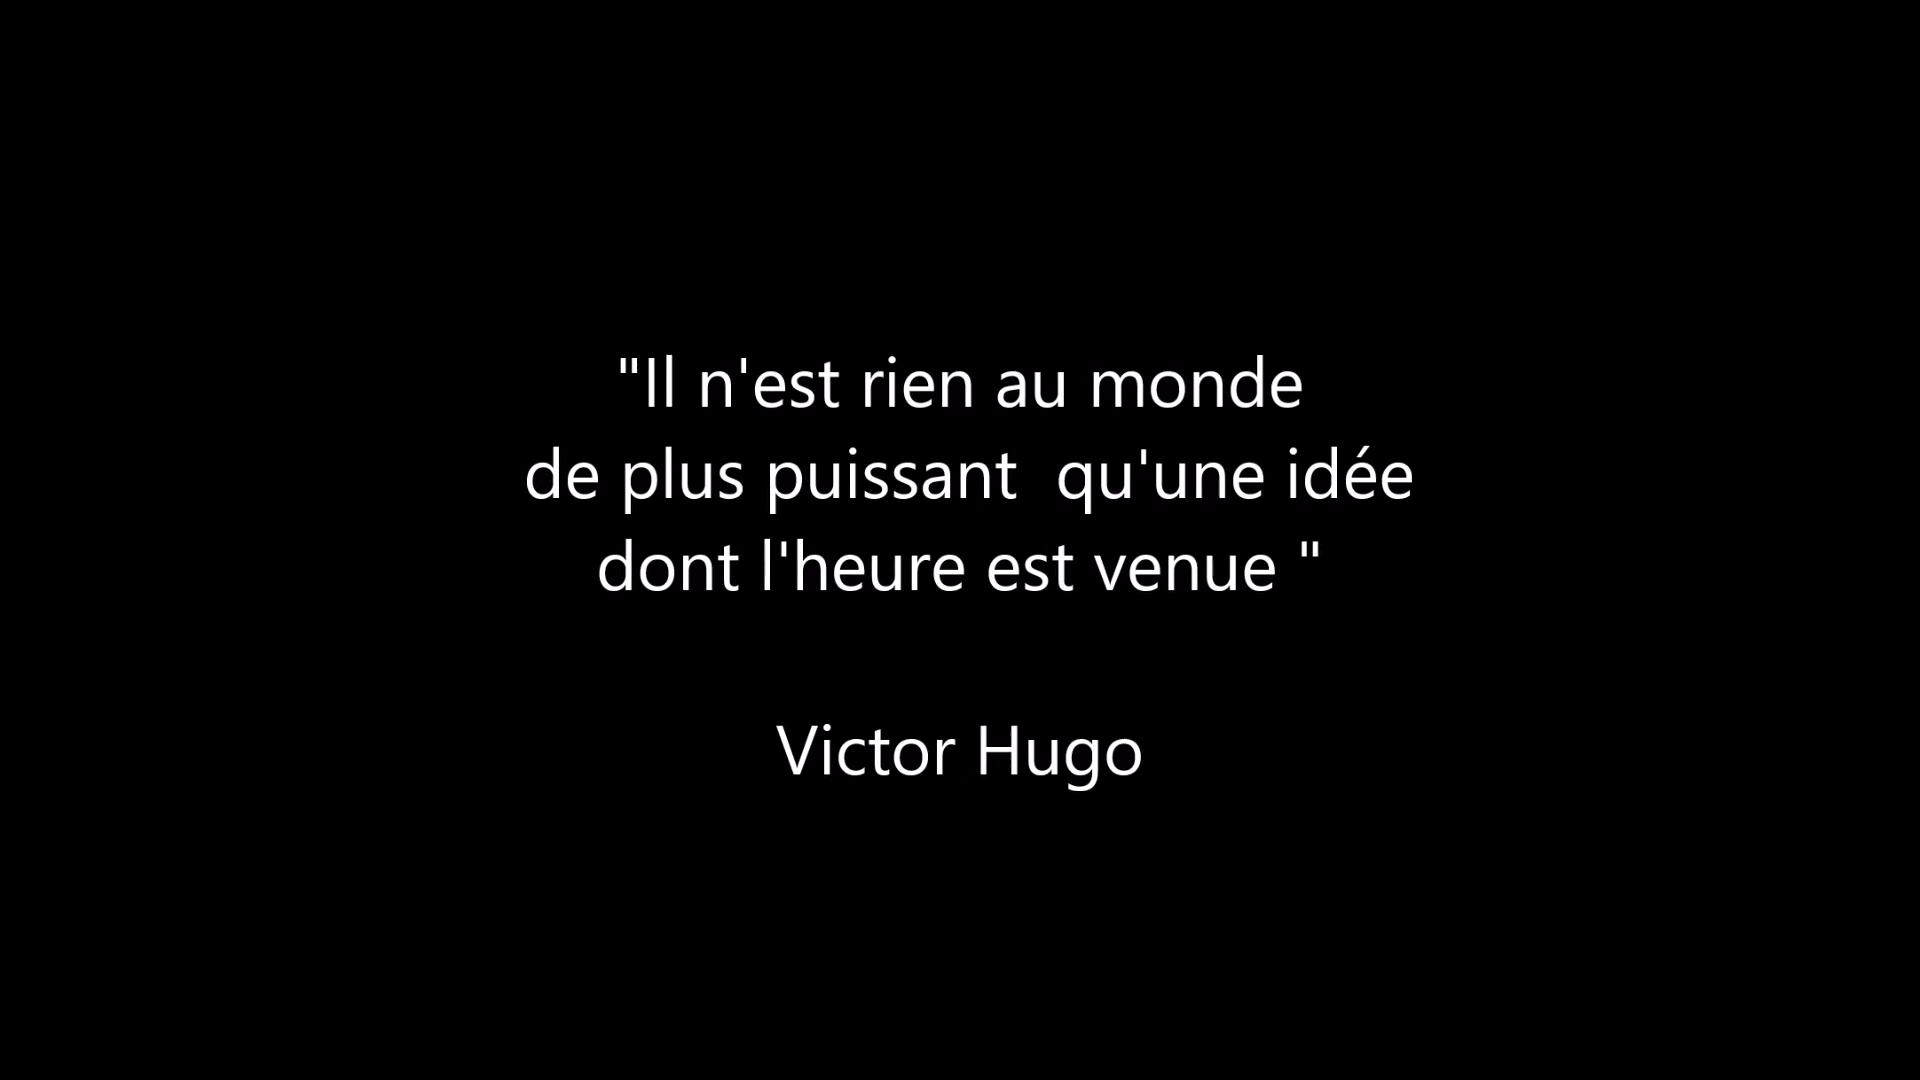 "Il n'est rien au monde
de plus puissant  qu'une idée
dont l'heure est venue "
Victor Hugo